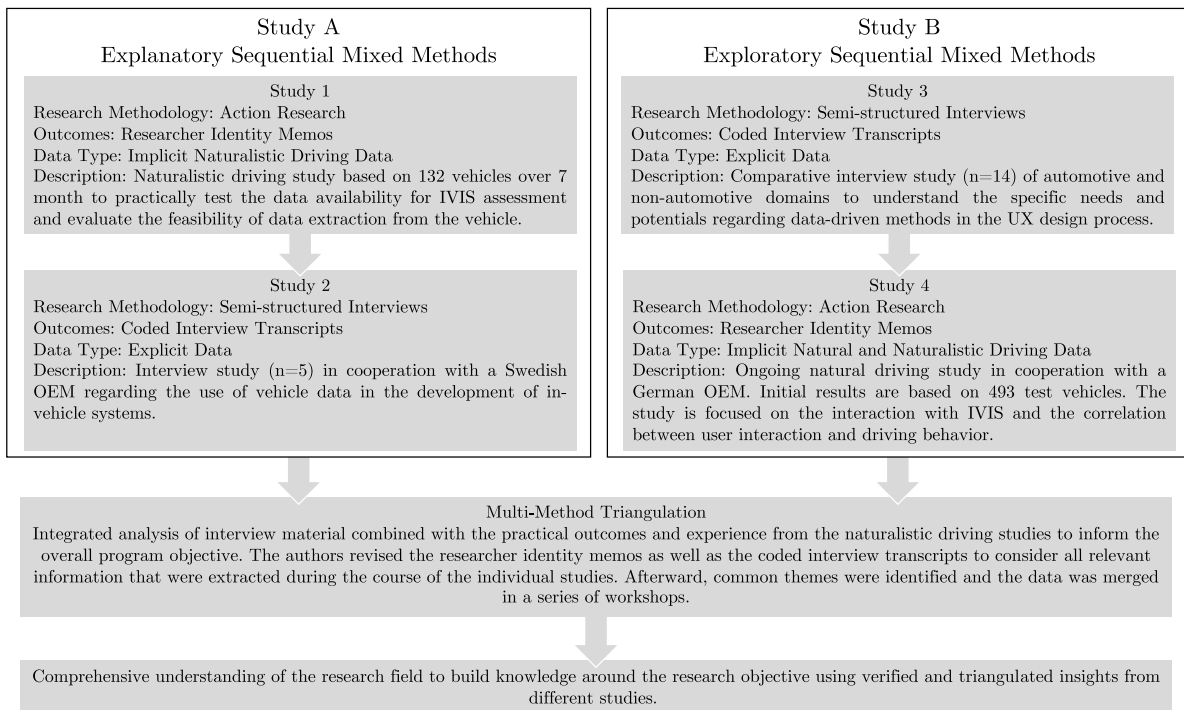 Study A
Explanatory Sequential Mixed Methods
Study 1
Research Methodology: Action Research
Outcomes: Researcher Identity Memos
Data Type: Implicit Naturalistic Driving Data
Description: Naturalistic driving study based on 132 vehicles over 7
month to practically test the data availability for IVIS assessment
and evaluate the feasibility of data extraction from the vehicle.
Study 2
Research Methodology: Semi-structured Interviews
Outcomes: Coded Interview Transcripts
Data Type: Explicit Data
Description: Interview study (n=5) in cooperation with a Swedish
OEM regarding the use of vehicle data in the development of in-
vehicle systems.
Study B
Exploratory Sequential Mixed Methods
Study 3
Research Methodology: Semi-structured Interviews
Outcomes: Coded Interview Transcripts
Data Type: Explicit Data
Description: Comparative interview study (n=14) of automotive and
non-automotive domains to understand the specific needs and
potentials regarding data-driven methods in the UX design process.
Study 4
Research Methodology: Action Research
Outcomes: Researcher Identity Memos
Data Type: Implicit Natural and Naturalistic Driving Data
Description: Ongoing natural driving study in cooperation with a
German OEM. Initial results are based on 493 test vehicles. The
study is focused on the interaction with IVIS and the correlation
between user interaction and driving behavior.
Multi-Method Triangulation
Integrated analysis of interview material combined with the practical outcomes and experience from the naturalistic driving studies to inform the
overall program objective. The authors revised the researcher identity memos as well as the coded interview transcripts to consider all relevant
information that were extracted during the course of the individual studies. Afterward, common themes were identified and the data was merged
in a series of workshops.
Comprehensive understanding of the research field to build knowledge around the research objective using verified and triangulated insights from
different studies.